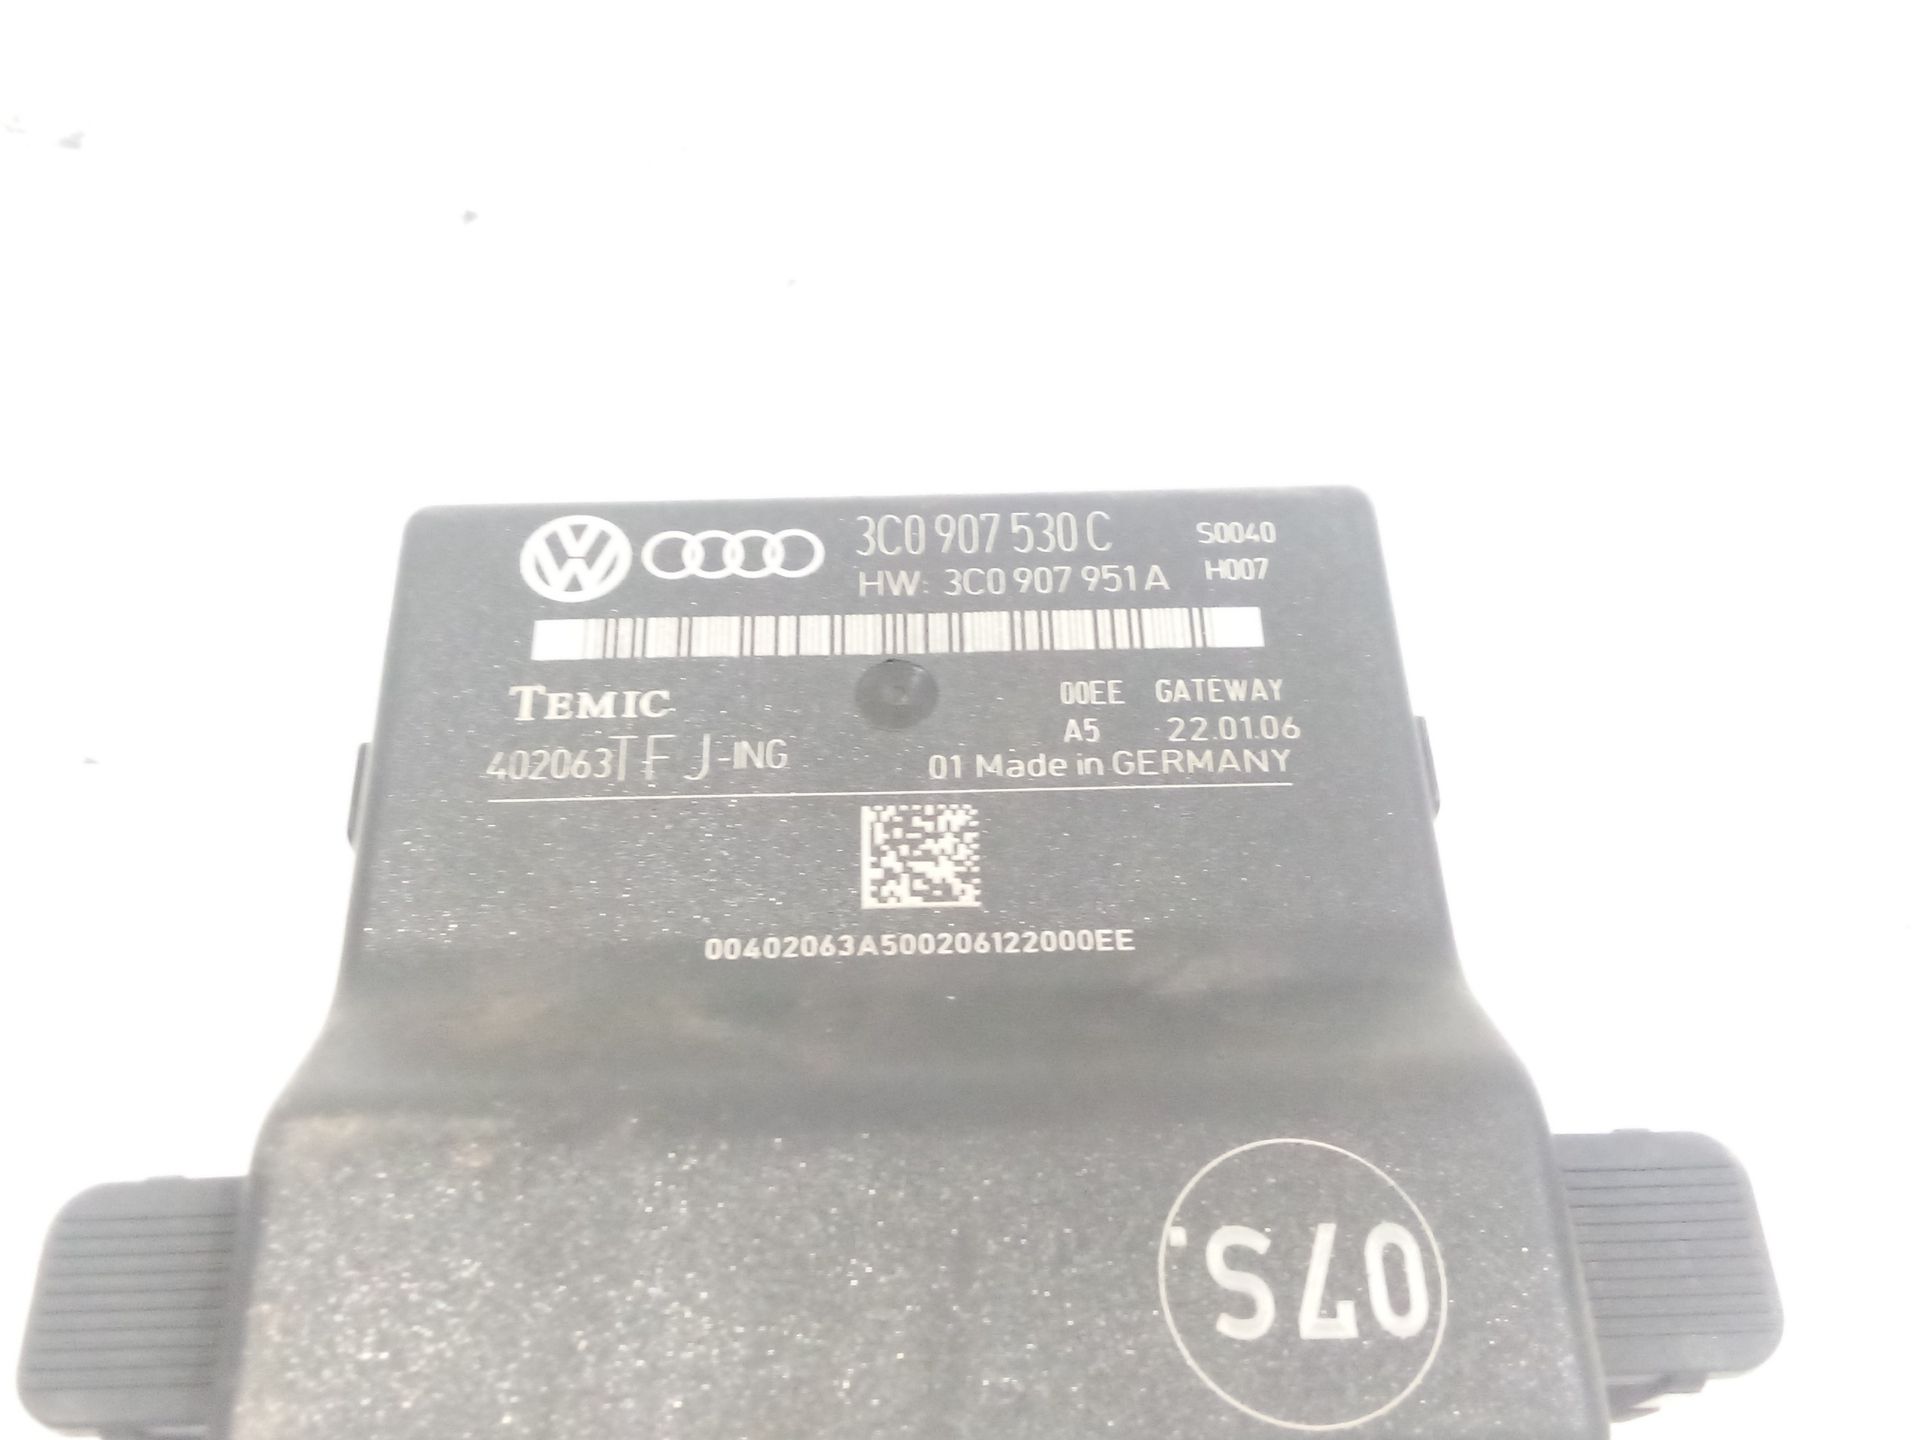 3C0 907 530 C S0040
HW: 3C0 907 951 A H007
TEMIC 00EE GATEWAY
A5 22.01.06
402063TFJ-ING 01 Made in GERMANY
00402063A500206122000EE
07S.